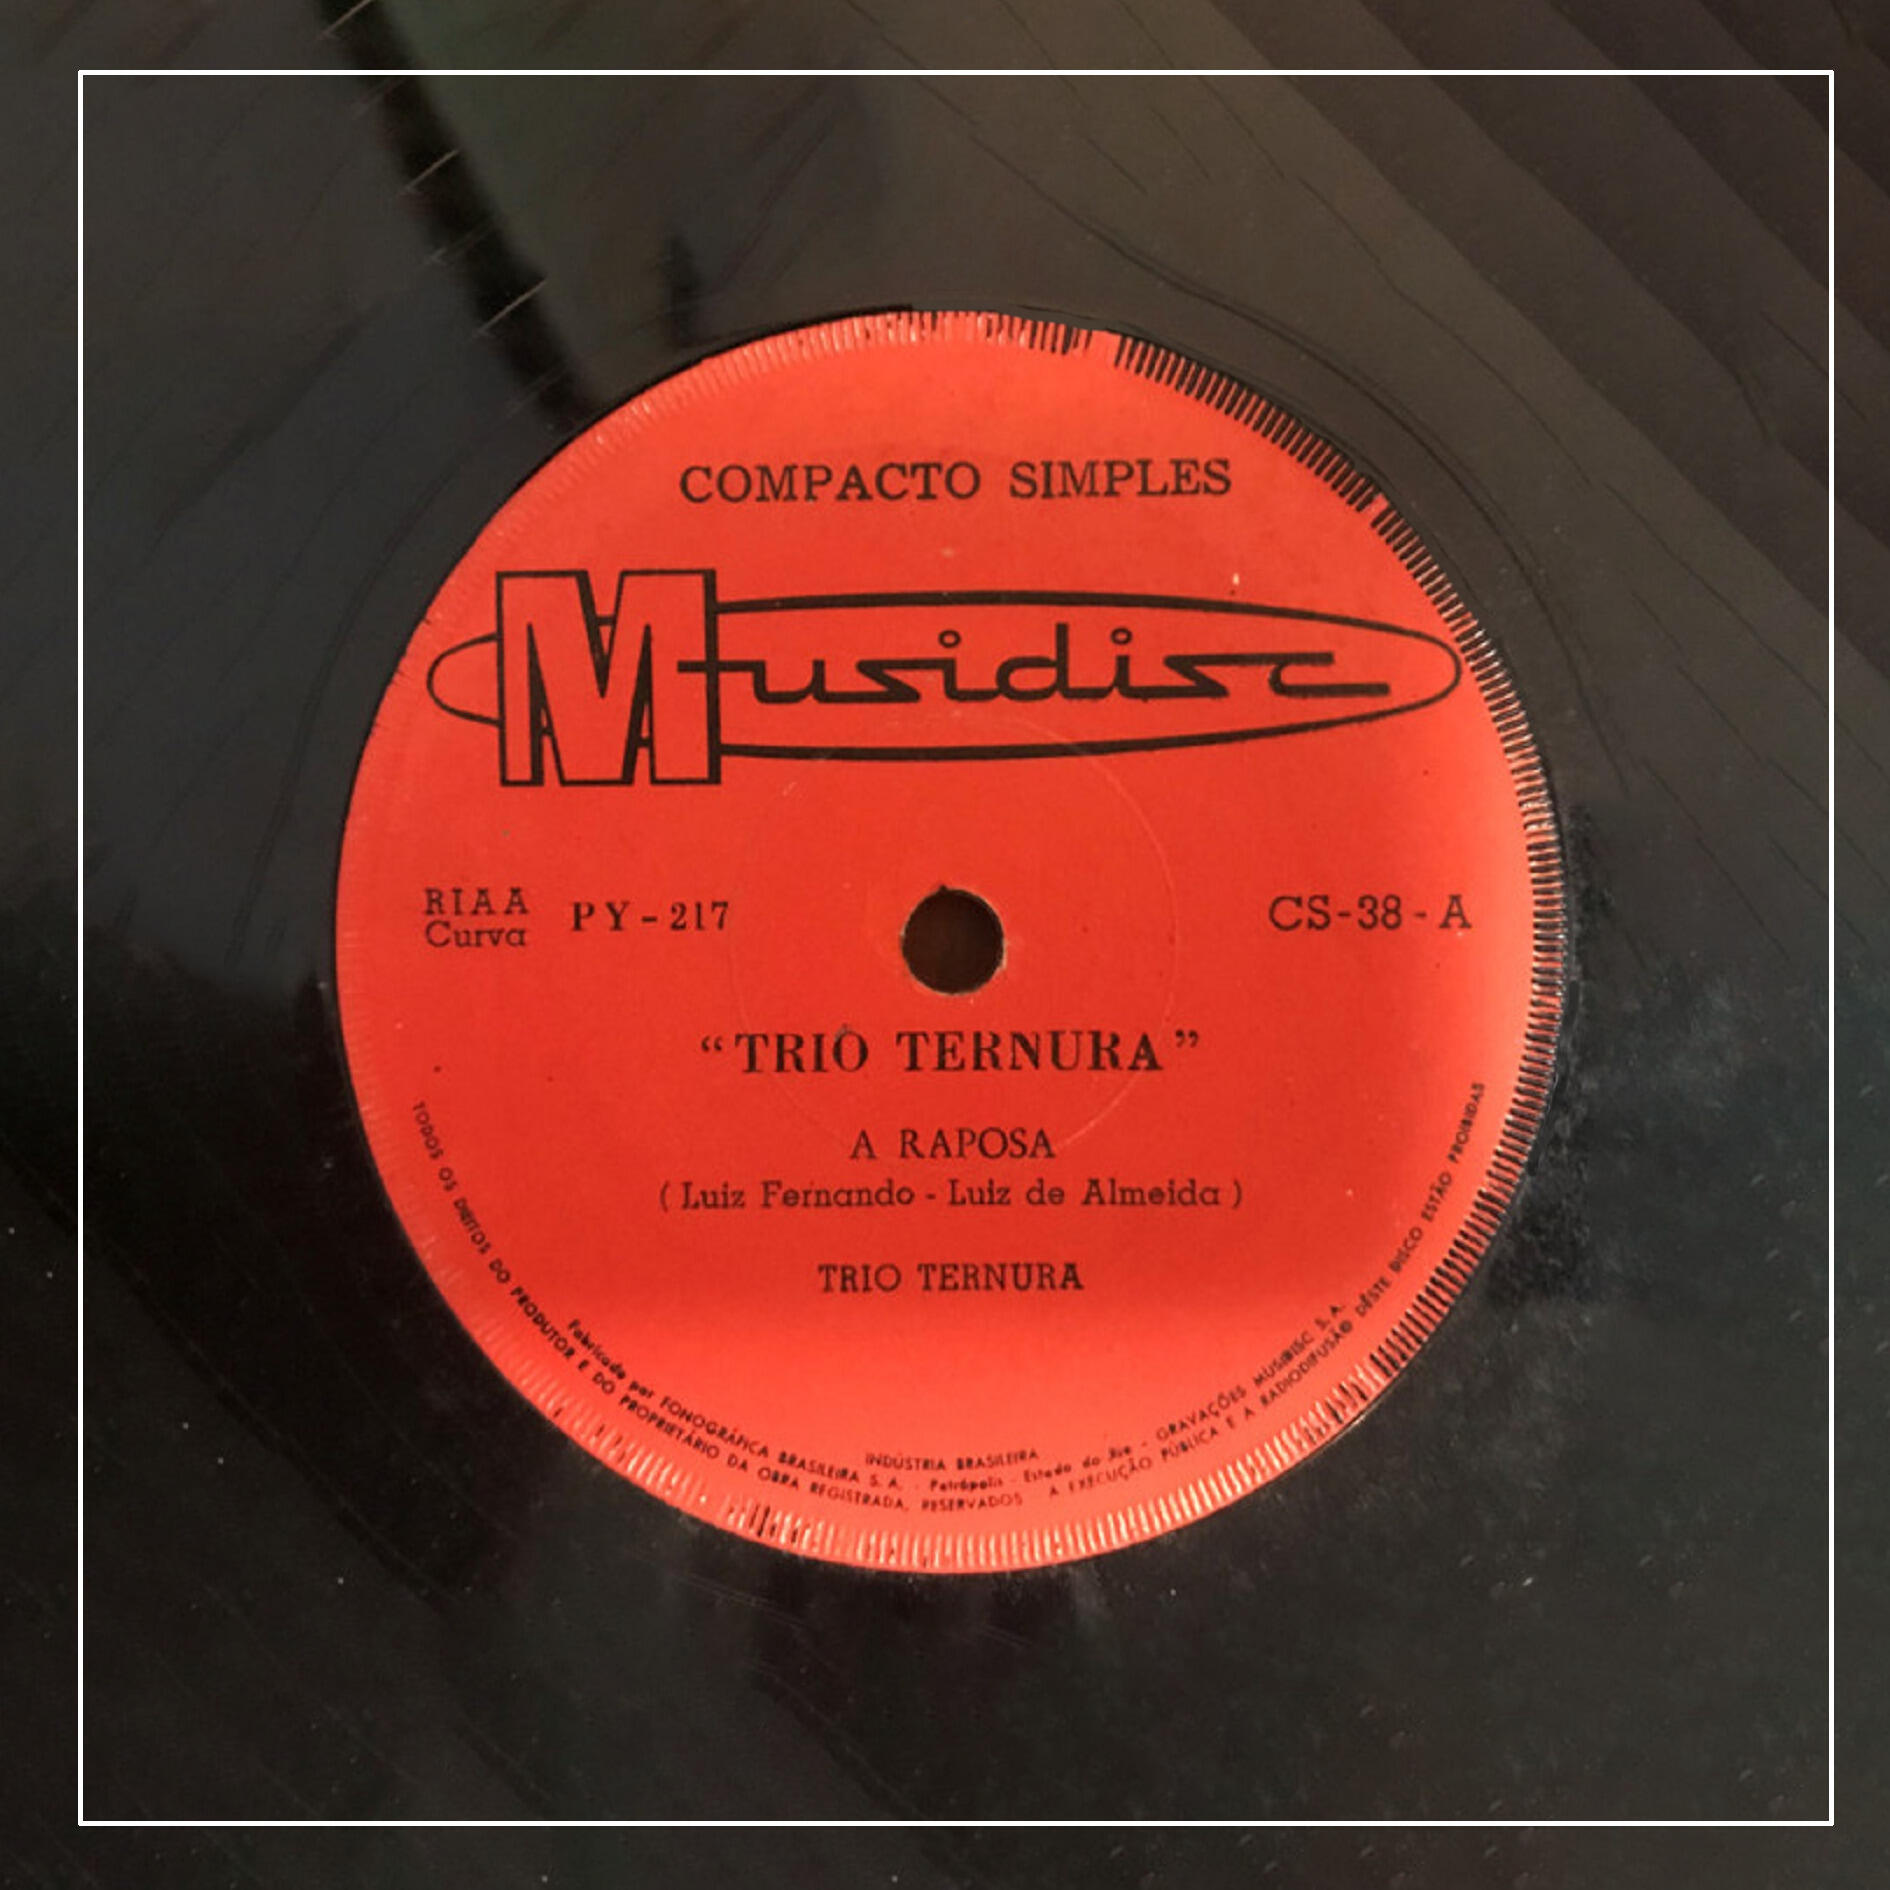 COMPACTO SIMPLES
Musidisc
RIAA
Curva
PY-217
CS-38-A
"TRIO TERNURA"
A RAPOSA
(Luiz Fernando - Luiz de Almeida)
TRIO TERNURA
INDÚSTRIA BRASILEIRA
Fabricado por FONOGRÁFICA BRASILEIRA S. A. - Petrópolis - Estado do Rio - GRAVAÇÕES MUSIDISC S. A.
TODOS OS DIREITOS DO PRODUTOR E DO PROPRIETÁRIO DA OBRA REGISTRADA, RESERVADOS A EXECUÇÃO PÚBLICA E A RADIODIFUSÃO DÊSTE DISCO ESTÃO PROIBIDAS